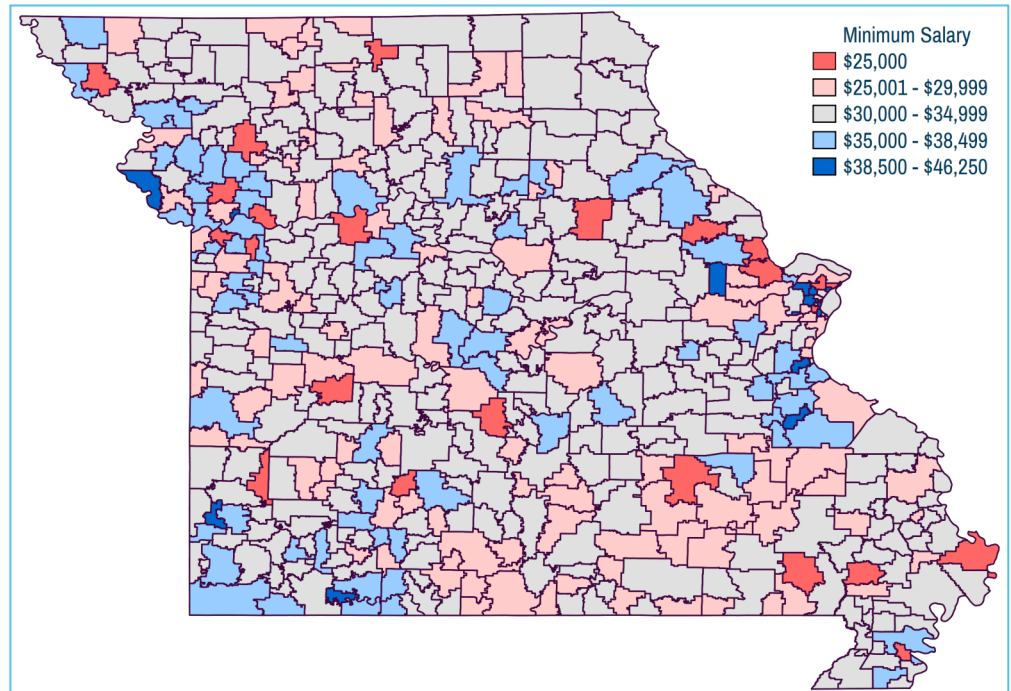 Minimum Salary
$25,000
$25,001 - $29,999
$30,000 - $34,999
$35,000 - $38,499
$38,500 - $46,250